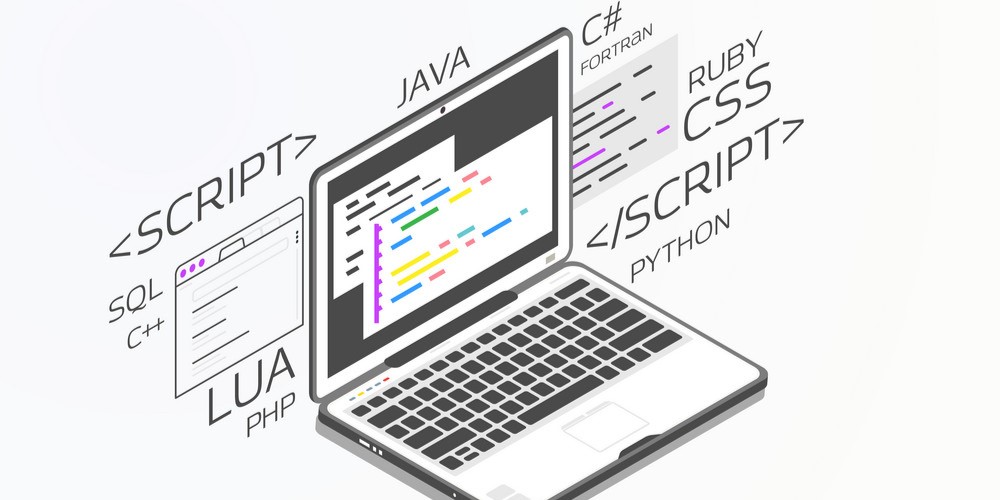 C#
FORTRaN
JAVA
RUBY
CSS
<SCRIPT>
</SCRIPT>
PYTHON
SQL
C++
LUA
PHP